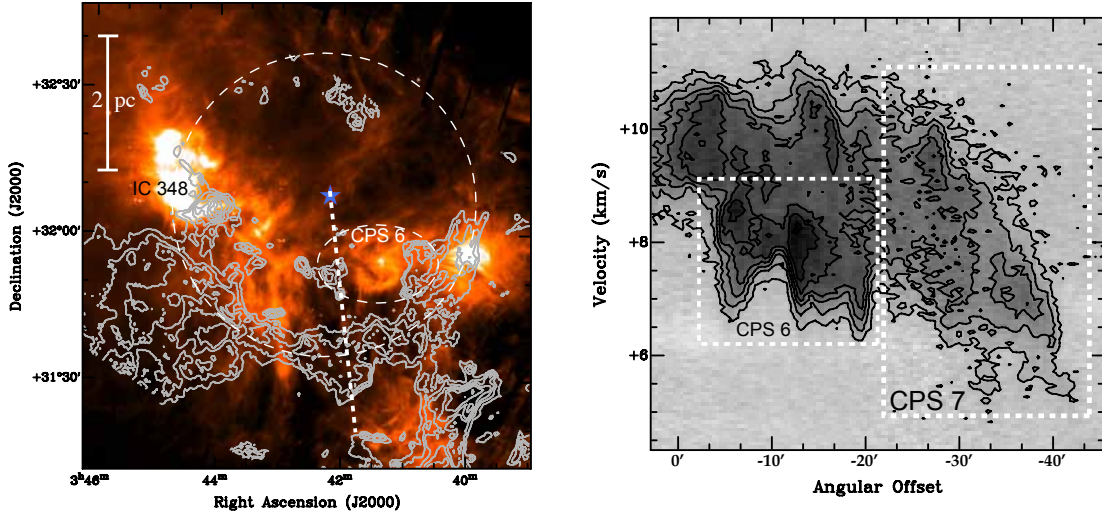 2 pc
IC 348
CPS 6
+32°30′
+32°00′
+31°30′
Declination (J2000)
3ʰ46ᵐ
44ᵐ
42ᵐ
40ᵐ
Right Ascension (J2000)
+10
+8
+6
Velocity (km/s)
CPS 6
CPS 7
0′
-10′
-20′
-30′
-40′
Angular Offset